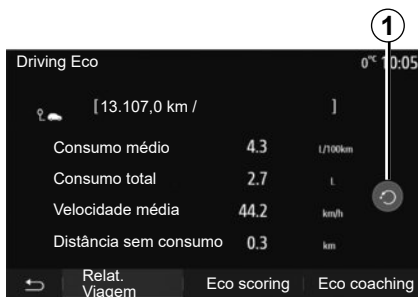 1
Driving Eco 0°C 10:05
[13.107,0 km / ]
Consumo médio 4.3 L/100km
Consumo total 2.7 L
Velocidade média 44.2 km/h
Distância sem consumo 0.3 km
Relat.
Viagem Eco scoring Eco coaching